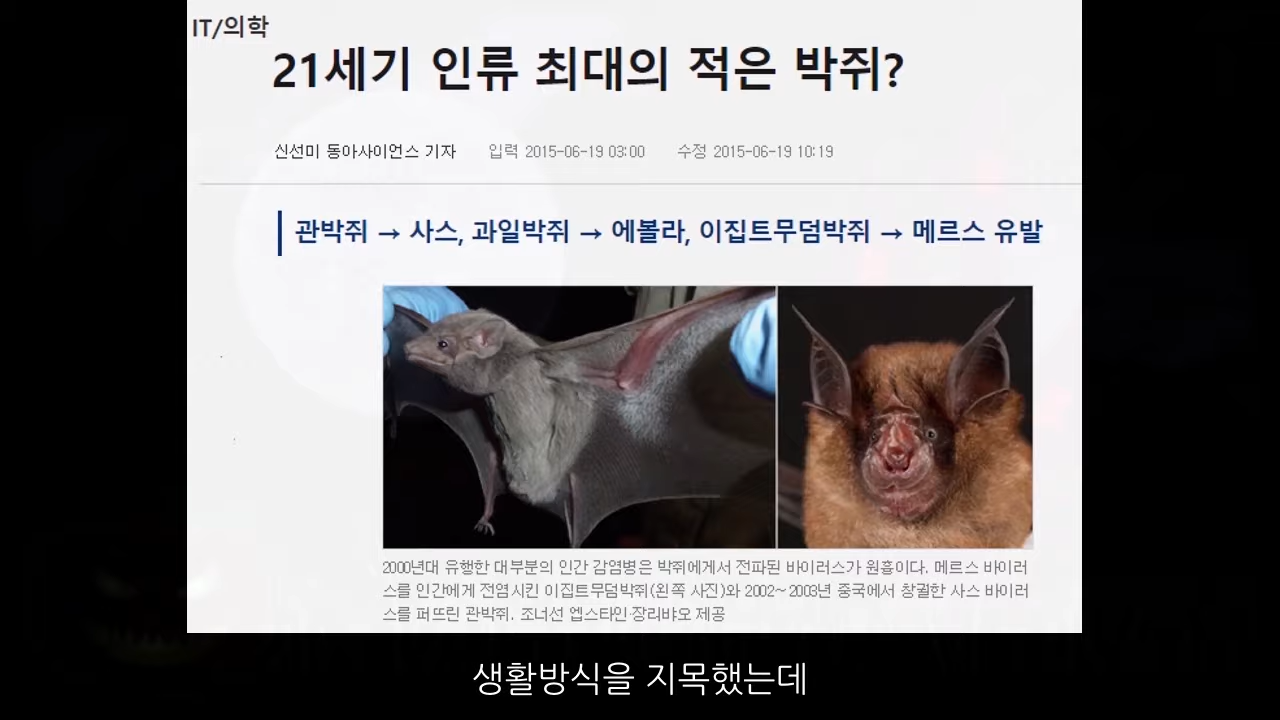 IT/의학
21세기 인류 최대의 적은 박쥐?
신선미 동아사이언스 기자 입력 2015-06-19 03:00 수정 2015-06-19 10:19
관박쥐 → 사스, 과일박쥐 → 에볼라, 이집트무덤박쥐 → 메르스 유발
2000년대 유행한 대부분의 인간 감염병은 박쥐에게서 전파된 바이러스가 원흉이다. 메르스 바이러
스를 인간에게 전염시킨 이집트무덤박쥐(왼쪽 사진)와 2002~2003년 중국에서 창궐한 사스 바이러
스를 퍼뜨린 관박쥐. 조너선 엡스타인·장리뱌오 제공
생활방식을 지목했는데